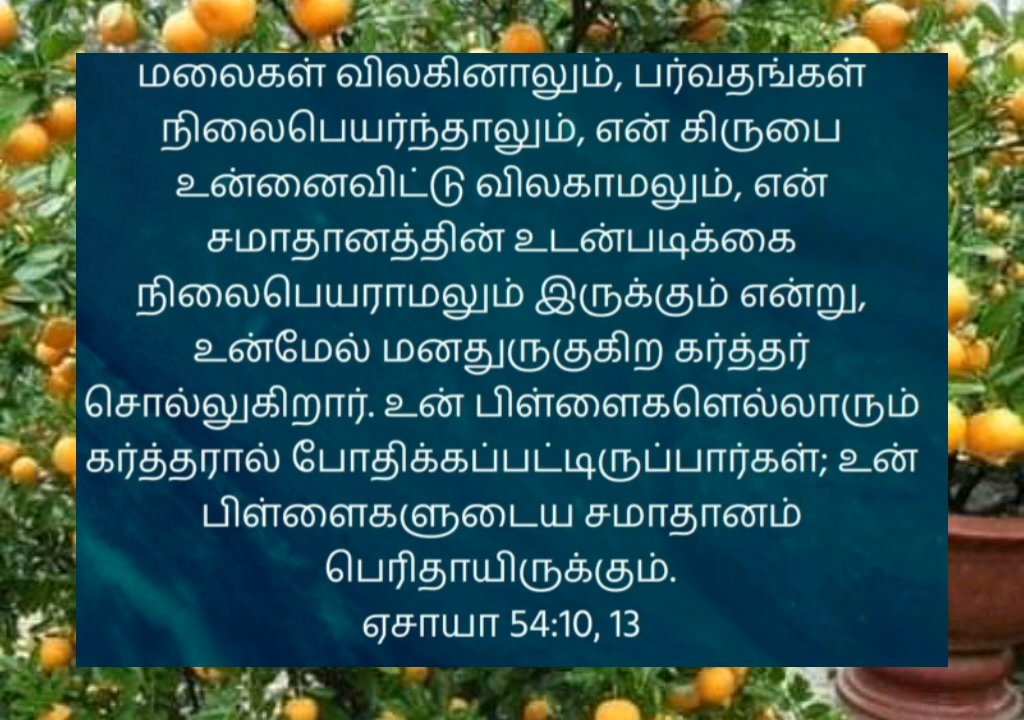 மலைகள் விலகினாலும், பர்வதங்கள்
நிலைபெயர்ந்தாலும், என் கிருபை
உன்னைவிட்டு விலகாமலும், என்
சமாதானத்தின் உடன்படிக்கை
நிலைபெயராமலும் இருக்கும் என்று,
உன்மேல் மனதுருகுகிற கர்த்தர்
சொல்லுகிறார். உன் பிள்ளைகளெல்லாரும்
கர்த்தரால் போதிக்கப்பட்டிருப்பார்கள்; உன்
பிள்ளைகளுடைய சமாதானம்
பெரிதாயிருக்கும்.
ஏசாயா 54:10, 13